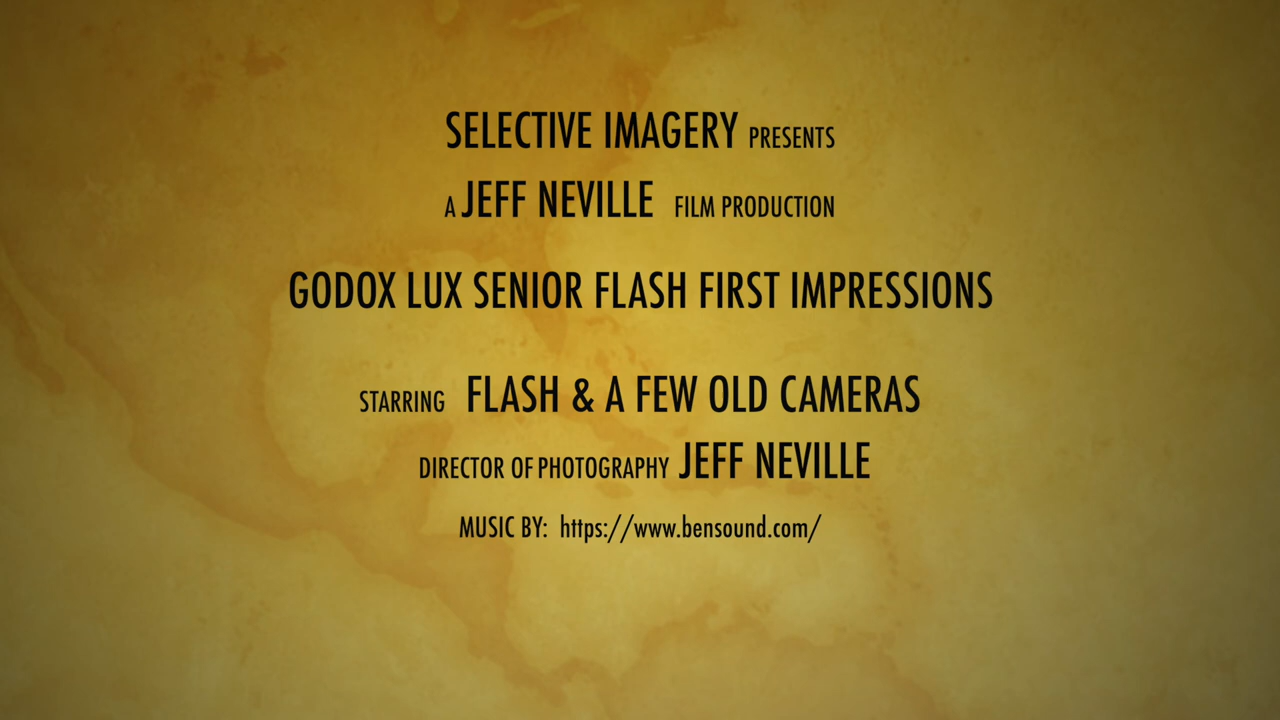 SELECTIVE IMAGERY PRESENTS
A JEFF NEVILLE FILM PRODUCTION
GODOX LUX SENIOR FLASH FIRST IMPRESSIONS
STARRING FLASH & A FEW OLD CAMERAS
DIRECTOR OF PHOTOGRAPHY JEFF NEVILLE
MUSIC BY: https://www.bensound.com/